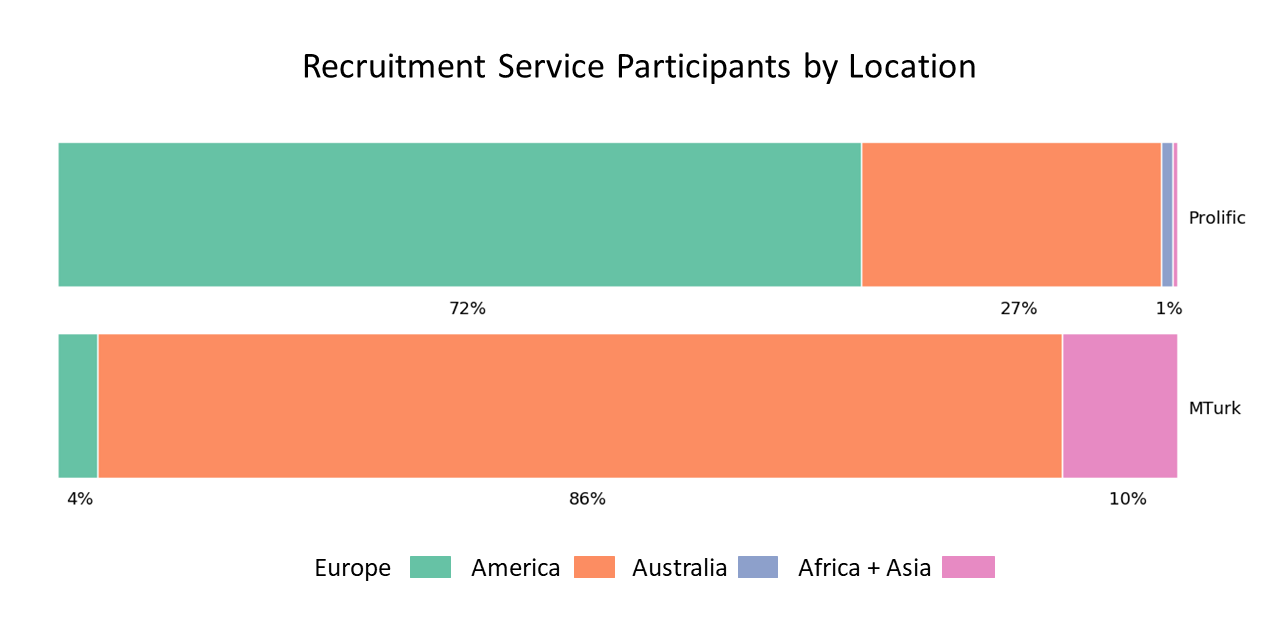 Recruitment Service Participants by Location
Prolific
72% 27% 1%
MTurk
4% 86% 10%
Europe America Australia Africa + Asia